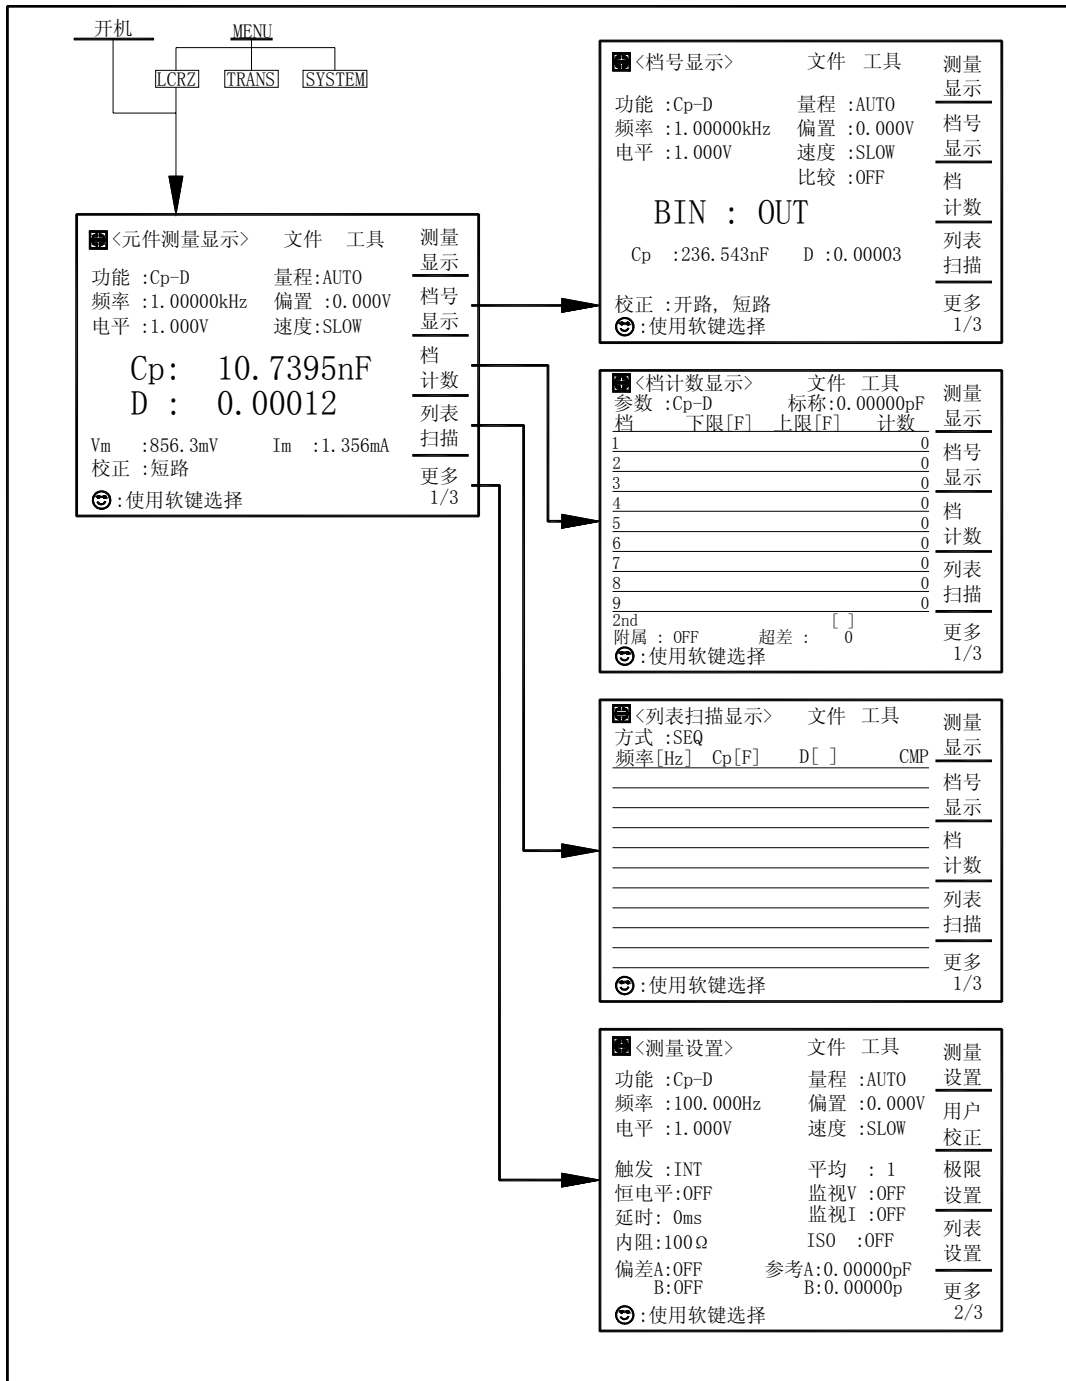 开机
MENU
LCRZ TRANS SYSTEM
<元件测量显示> 文件 工具
功能 :Cp-D 量程:AUTO
频率 :1.00000kHz 偏置 :0.000V
电平 :1.000V 速度:SLOW
Cp: 10.7395nF
D : 0.00012
Vm :856.3mV Im :1.356mA
校正 :短路
:使用软键选择
测量
显示
档号
显示
档
计数
列表
扫描
更多
1/3
<档号显示> 文件 工具
功能 :Cp-D 量程 :AUTO
频率 :1.00000kHz 偏置 :0.000V
电平 :1.000V 速度 :SLOW
比较 :OFF
BIN : OUT
Cp :236.543nF D :0.00003
校正 :开路, 短路
:使用软键选择
测量
显示
档号
显示
档
计数
列表
扫描
更多
1/3
<档计数显示> 文件 工具
参数 :Cp-D 标称:0.00000pF
档 下限[F] 上限[F] 计数
1 0
2 0
3 0
4 0
5 0
6 0
7 0
8 0
9 0
2nd [ ]
附属 : OFF 超差 : 0
:使用软键选择
测量
显示
档号
显示
档
计数
列表
扫描
更多
1/3
<列表扫描显示> 文件 工具
方式 :SEQ
频率[Hz] Cp[F] D[ ] CMP
:使用软键选择
测量
显示
档号
显示
档
计数
列表
扫描
更多
1/3
<测量设置> 文件 工具
功能 :Cp-D 量程 :AUTO
频率 :100.000Hz 偏置 :0.000V
电平 :1.000V 速度 :SLOW
触发 :INT 平均 : 1
恒电平:OFF 监视V :OFF
延时: 0ms 监视I :OFF
内阻:100Ω ISO :OFF
偏差A:OFF 参考A:0.00000pF
B:OFF B:0.00000p
:使用软键选择
测量
设置
用户
校正
极限
设置
列表
设置
更多
2/3